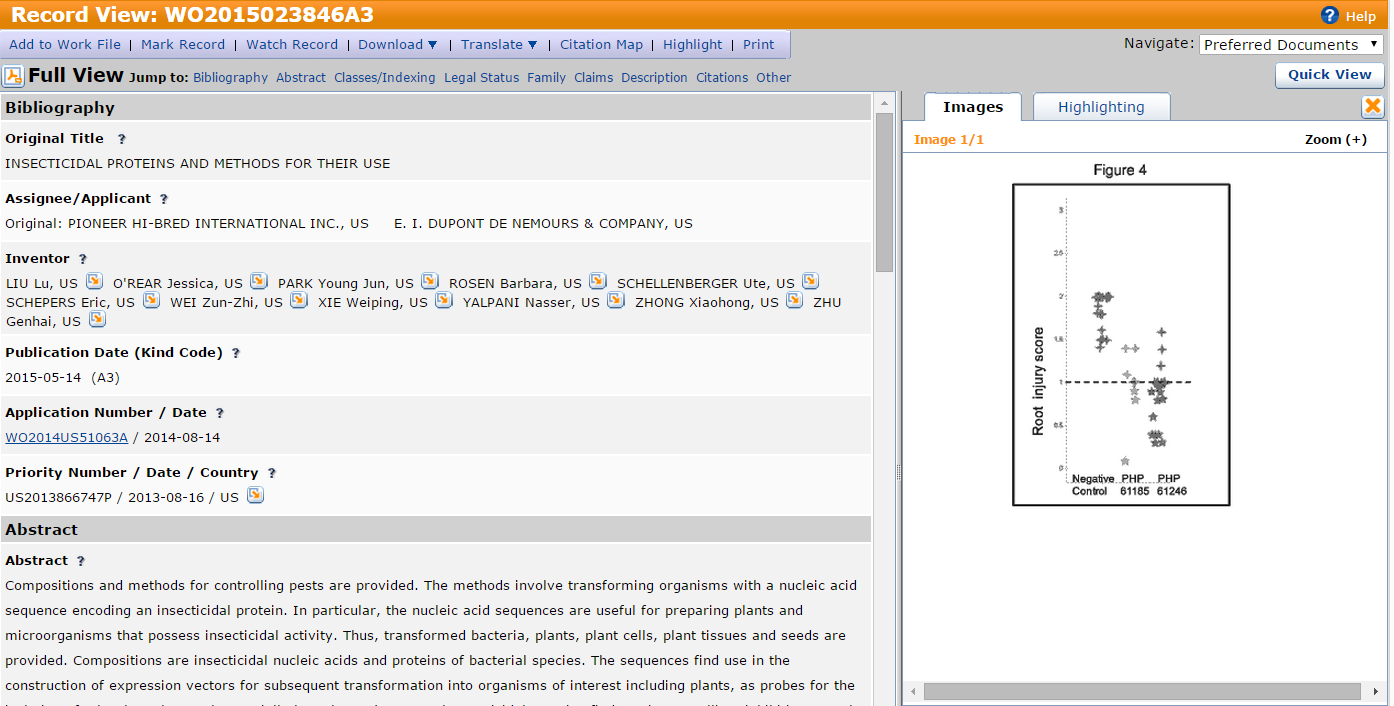 Record View: WO2015023846A3
? Help
Add to Work File | Mark Record | Watch Record | Download ▼ | Translate ▼ | Citation Map | Highlight | Print
Navigate: Preferred Documents ▼
Full View Jump to: Bibliography Abstract Classes/Indexing Legal Status Family Claims Description Citations Other
Quick View
Bibliography
Original Title ?
INSECTICIDAL PROTEINS AND METHODS FOR THEIR USE
Assignee/Applicant ?
Original: PIONEER HI-BRED INTERNATIONAL INC., US E. I. DUPONT DE NEMOURS & COMPANY, US
Inventor ?
LIU Lu, US O'REAR Jessica, US PARK Young Jun, US ROSEN Barbara, US SCHELLENBERGER Ute, US
SCHEPERS Eric, US WEI Zun-Zhi, US XIE Weiping, US YALPANI Nasser, US ZHONG Xiaohong, US ZHU
Genhai, US
Publication Date (Kind Code) ?
2015-05-14 (A3)
Application Number / Date ?
WO2014US51063A / 2014-08-14
Priority Number / Date / Country ?
US2013866747P / 2013-08-16 / US
Abstract
Abstract ?
Compositions and methods for controlling pests are provided. The methods involve transforming organisms with a nucleic acid
sequence encoding an insecticidal protein. In particular, the nucleic acid sequences are useful for preparing plants and
microorganisms that possess insecticidal activity. Thus, transformed bacteria, plants, plant cells, plant tissues and seeds are
provided. Compositions are insecticidal nucleic acids and proteins of bacterial species. The sequences find use in the
construction of expression vectors for subsequent transformation into organisms of interest including plants, as probes for the
Images Highlighting
Image 1/1 Zoom (+)
Figure 4
3
2.5
2
1.5
1
0.5
0
Root injury score
Negative PHP PHP
Control 61185 61246